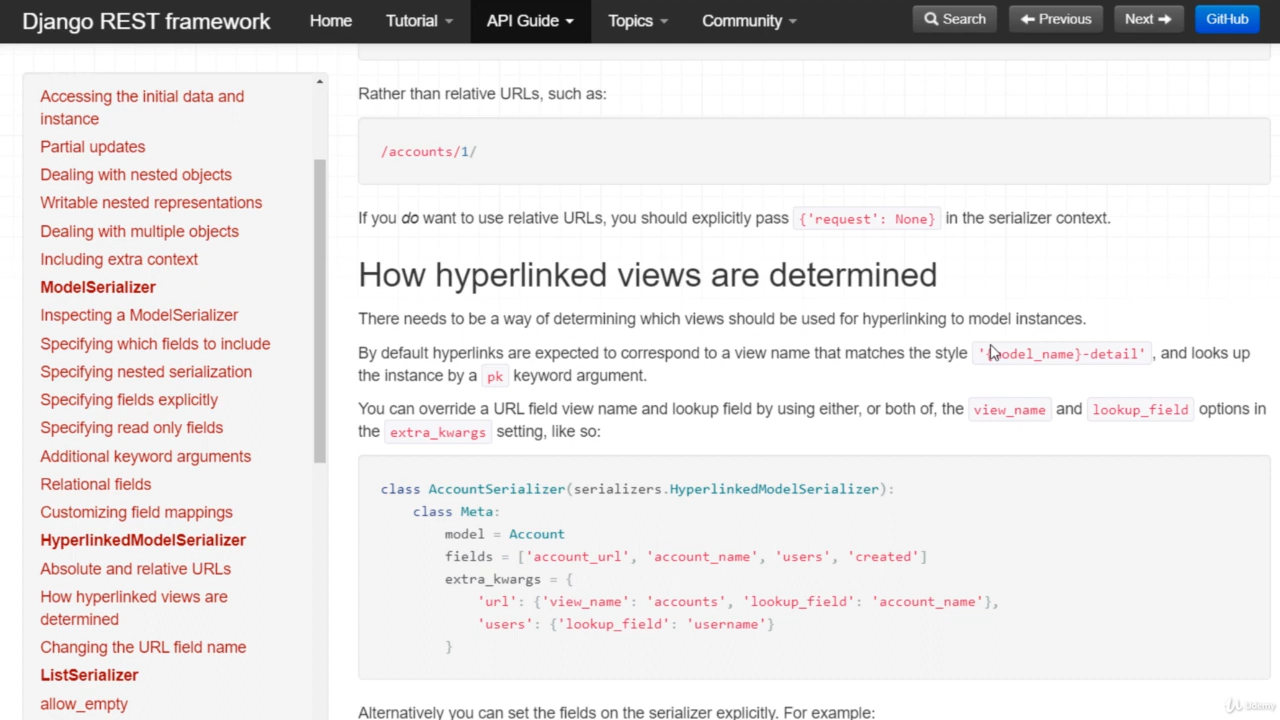 Django REST framework Home Tutorial API Guide Topics Community Search Previous Next GitHub
Accessing the initial data and
instance
Partial updates
Dealing with nested objects
Writable nested representations
Dealing with multiple objects
Including extra context
ModelSerializer
Inspecting a ModelSerializer
Specifying which fields to include
Specifying nested serialization
Specifying fields explicitly
Specifying read only fields
Additional keyword arguments
Relational fields
Customizing field mappings
HyperlinkedModelSerializer
Absolute and relative URLs
How hyperlinked views are
determined
Changing the URL field name
ListSerializer
allow_empty
Rather than relative URLs, such as:
/accounts/1/
If you do want to use relative URLs, you should explicitly pass {'request': None} in the serializer context.
How hyperlinked views are determined
There needs to be a way of determining which views should be used for hyperlinking to model instances.
By default hyperlinks are expected to correspond to a view name that matches the style '{model_name}-detail', and looks up
the instance by a pk keyword argument.
You can override a URL field view name and lookup field by using either, or both of, the view_name and lookup_field options in
the extra_kwargs setting, like so:
class AccountSerializer(serializers.HyperlinkedModelSerializer):
class Meta:
model = Account
fields = ['account_url', 'account_name', 'users', 'created']
extra_kwargs = {
'url': {'view_name': 'accounts', 'lookup_field': 'account_name'},
'users': {'lookup_field': 'username'}
}
Alternatively you can set the fields on the serializer explicitly. For example:
Udemy